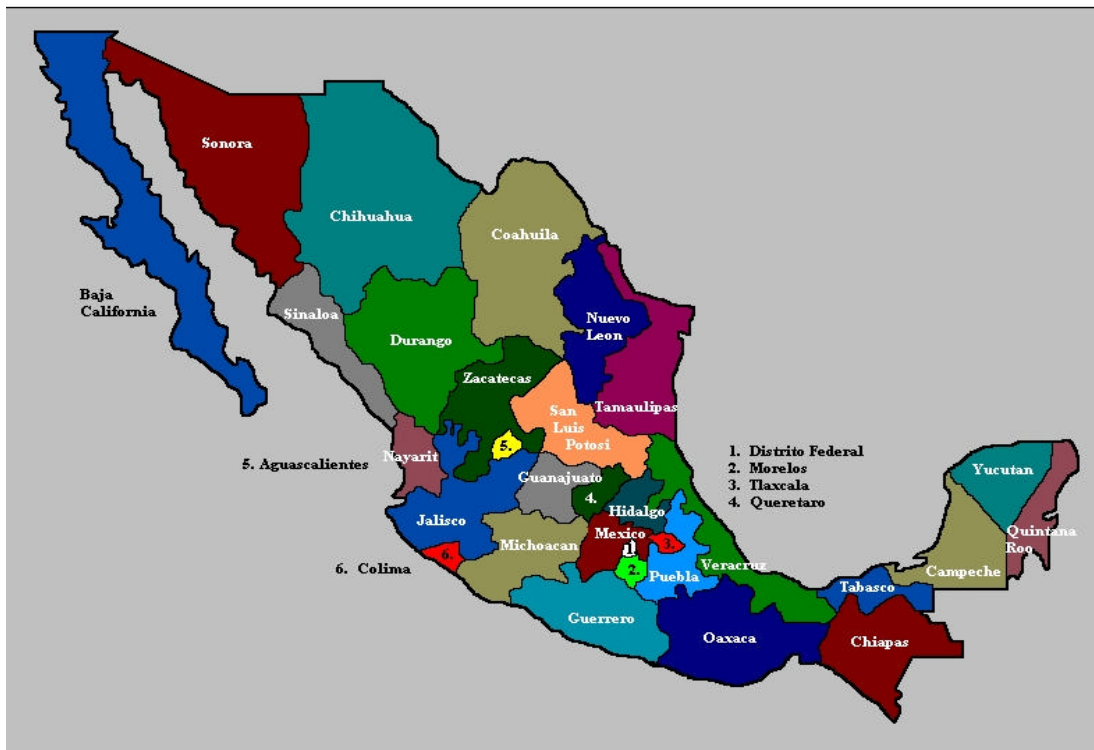 Sonora
Chihuahua
Coahuila
Baja
California
Sinaloa
Nuevo
Leon
Durango
Zacatecas
Tamaulipas
San
Luis
Potosi
5.
Nayarit
5. Aguascalientes
1. Distrito Federal
2. Morelos
3. Tlaxcala
4. Queretaro
Yucutan
Guanajuato
4.
Hidalgo
Quintana
Roo
Jalisco
Mexico
Michoacan
1
3.
6.
6. Colima
2.
Puebla
Veracruz
Campeche
Tabasco
Guerrero
Oaxaca
Chiapas